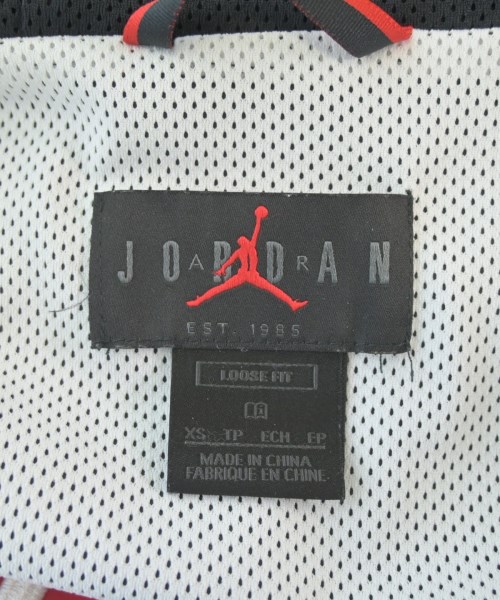 JORDAN
AIR
EST. 1985
LOOSE FIT
XS TP ECH EP
MADE IN CHINA
FABRIQUE EN CHINE